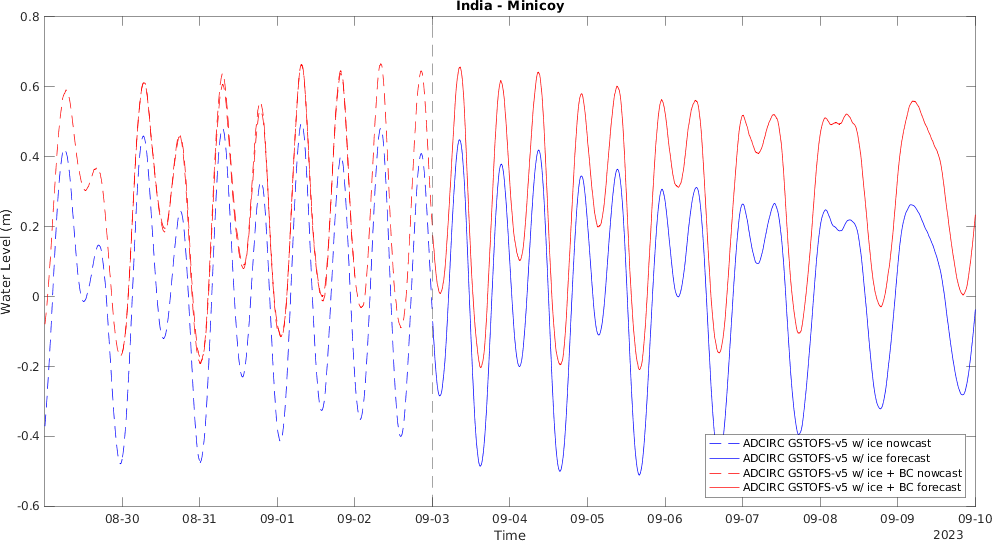 India - Minicoy
0.8
0.6
0.4
0.2
0
-0.2
-0.4
-0.6
Water Level (m)
08-30 08-31 09-01 09-02 09-03 09-04 09-05 09-06 09-07 09-08 09-09 09-10
Time
2023
ADCIRC GSTOFS-v5 w/ ice nowcast
ADCIRC GSTOFS-v5 w/ ice forecast
ADCIRC GSTOFS-v5 w/ ice + BC nowcast
ADCIRC GSTOFS-v5 w/ ice + BC forecast